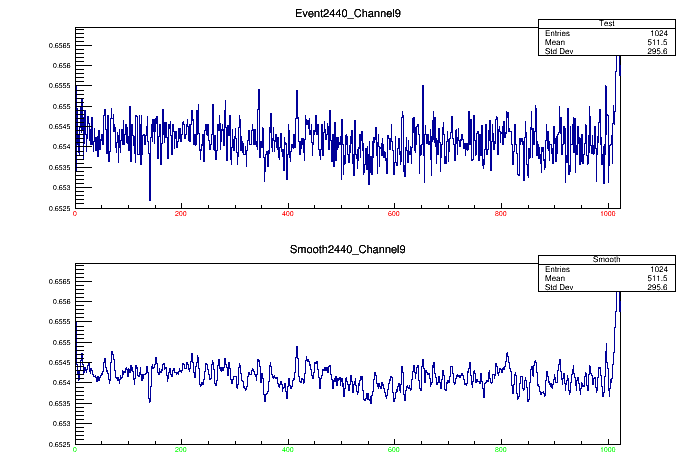 Event2440_Channel9
Test
Entries 1024
Mean 511.5
Std Dev 295.6
0.6565
0.656
0.6555
0.655
0.6545
0.654
0.6535
0.653
0.6525
0 200 400 600 800 1000
Smooth2440_Channel9
Smooth
Entries 1024
Mean 511.5
Std Dev 295.6
0.6565
0.656
0.6555
0.655
0.6545
0.654
0.6535
0.653
0.6525
0 200 400 600 800 1000